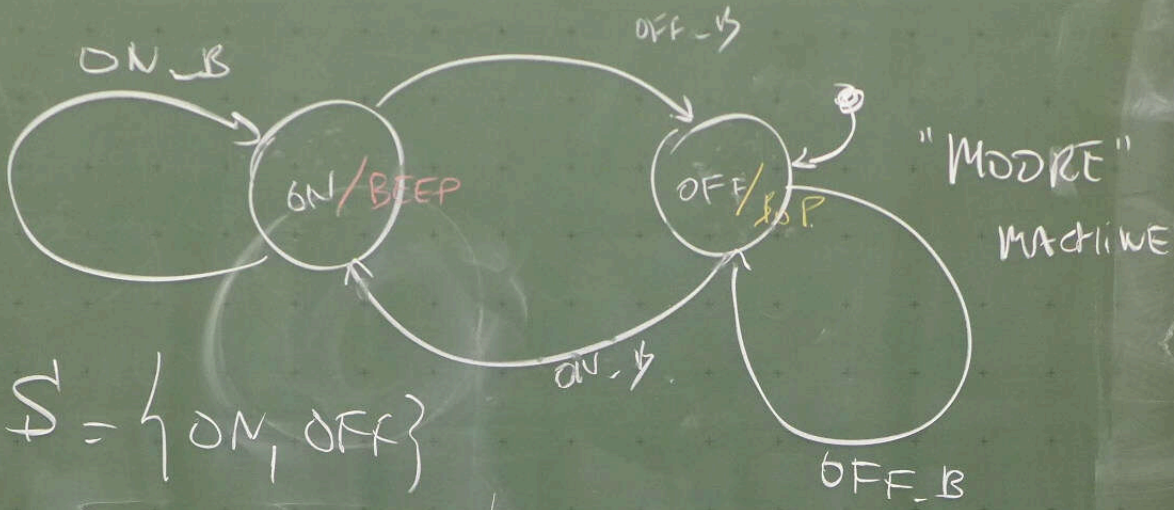 OFF_B
ON_B
"MOORE"
MACHINE
ON/BEEP
OFF/
ON_B
S = {ON, OFF}
OFF_B